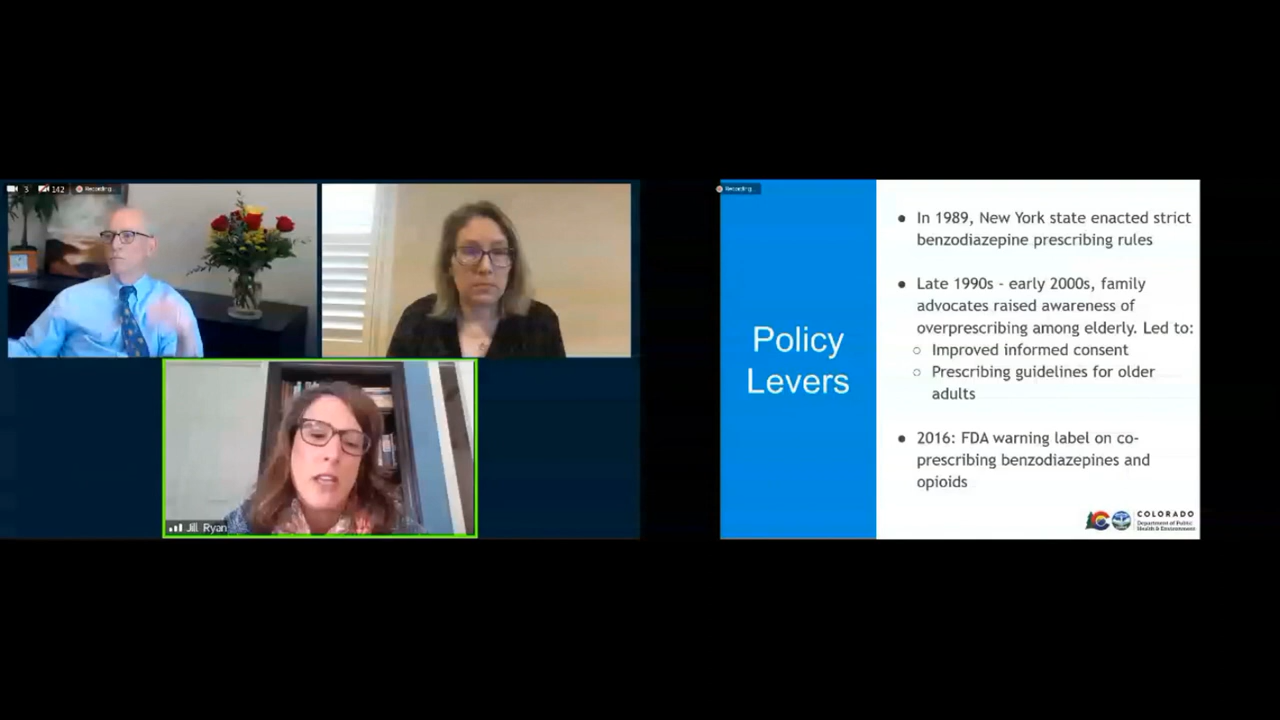 3 142 Recording...
Jill Ryan
Recording...
Policy
Levers
● In 1989, New York state enacted strict
benzodiazepine prescribing rules
● Late 1990s - early 2000s, family
advocates raised awareness of
overprescribing among elderly. Led to:
○ Improved informed consent
○ Prescribing guidelines for older
adults
● 2016: FDA warning label on co-
prescribing benzodiazepines and
opioids
COLORADO
Department of Public
Health & Environment